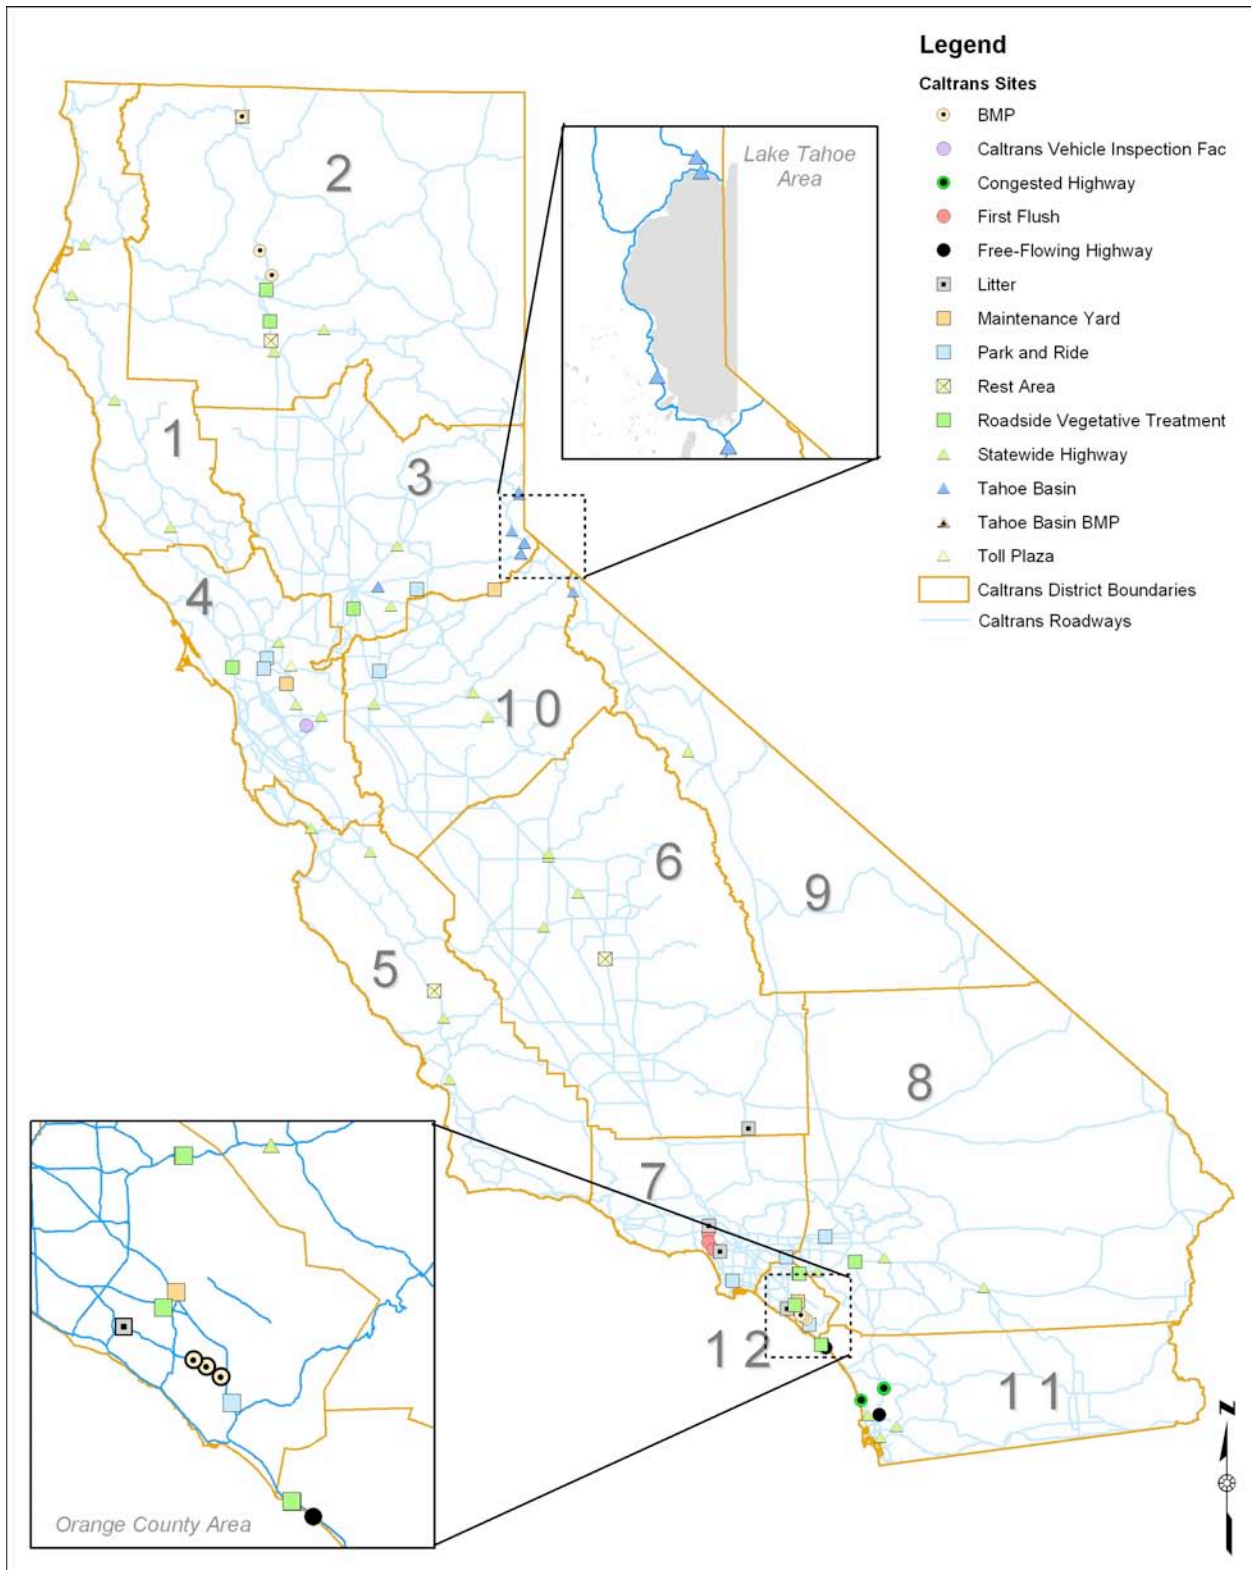 Legend
Caltrans Sites
BMP
Caltrans Vehicle Inspection Fac
Congested Highway
First Flush
Free-Flowing Highway
Litter
Maintenance Yard
Park and Ride
Rest Area
Roadside Vegetative Treatment
Statewide Highway
Tahoe Basin
Tahoe Basin BMP
Toll Plaza
Caltrans District Boundaries
Caltrans Roadways
Lake Tahoe
Area
2
1
3
4
10
6
9
5
8
7
12
11
Orange County Area
N